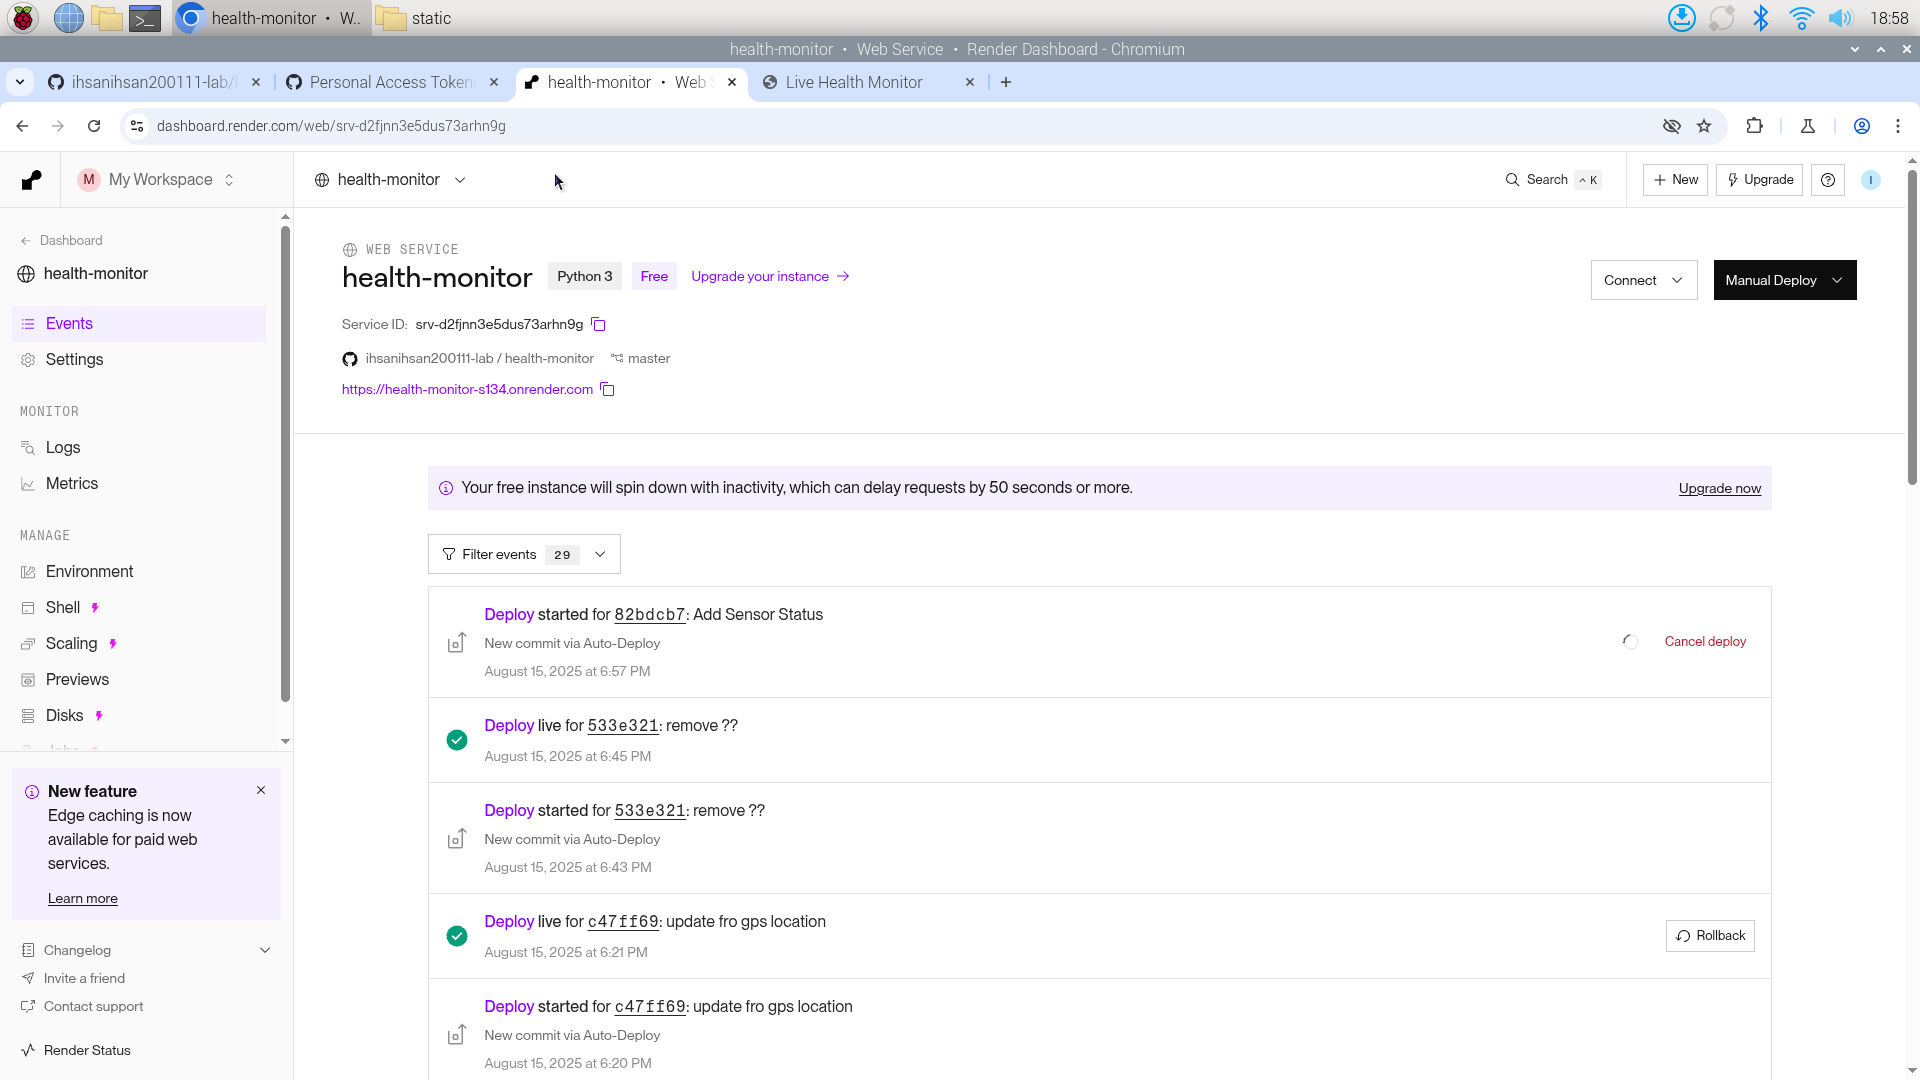 health-monitor • W..
static
18:58
health-monitor • Web Service • Render Dashboard - Chromium
ihsanihsan200111-lab/
Personal Access Token
health-monitor • Web
Live Health Monitor
dashboard.render.com/web/srv-d2fjnn3e5dus73arhn9g
M My Workspace
health-monitor
Search ^ K
+ New
Upgrade
I
← Dashboard
health-monitor
Events
Settings
MONITOR
Logs
Metrics
MANAGE
Environment
Shell
Scaling
Previews
Disks
New feature
Edge caching is now
available for paid web
services.
Learn more
Changelog
Invite a friend
Contact support
Render Status
WEB SERVICE
health-monitor Python 3 Free Upgrade your instance →
Connect
Manual Deploy
Service ID: srv-d2fjnn3e5dus73arhn9g
ihsanihsan200111-lab / health-monitor master
https://health-monitor-s134.onrender.com
Your free instance will spin down with inactivity, which can delay requests by 50 seconds or more.
Upgrade now
Filter events 29
Deploy started for 82bdcb7: Add Sensor Status
New commit via Auto-Deploy
August 15, 2025 at 6:57 PM
Cancel deploy
Deploy live for 533e321: remove ??
August 15, 2025 at 6:45 PM
Deploy started for 533e321: remove ??
New commit via Auto-Deploy
August 15, 2025 at 6:43 PM
Deploy live for c47ff69: update fro gps location
August 15, 2025 at 6:21 PM
Rollback
Deploy started for c47ff69: update fro gps location
New commit via Auto-Deploy
August 15, 2025 at 6:20 PM